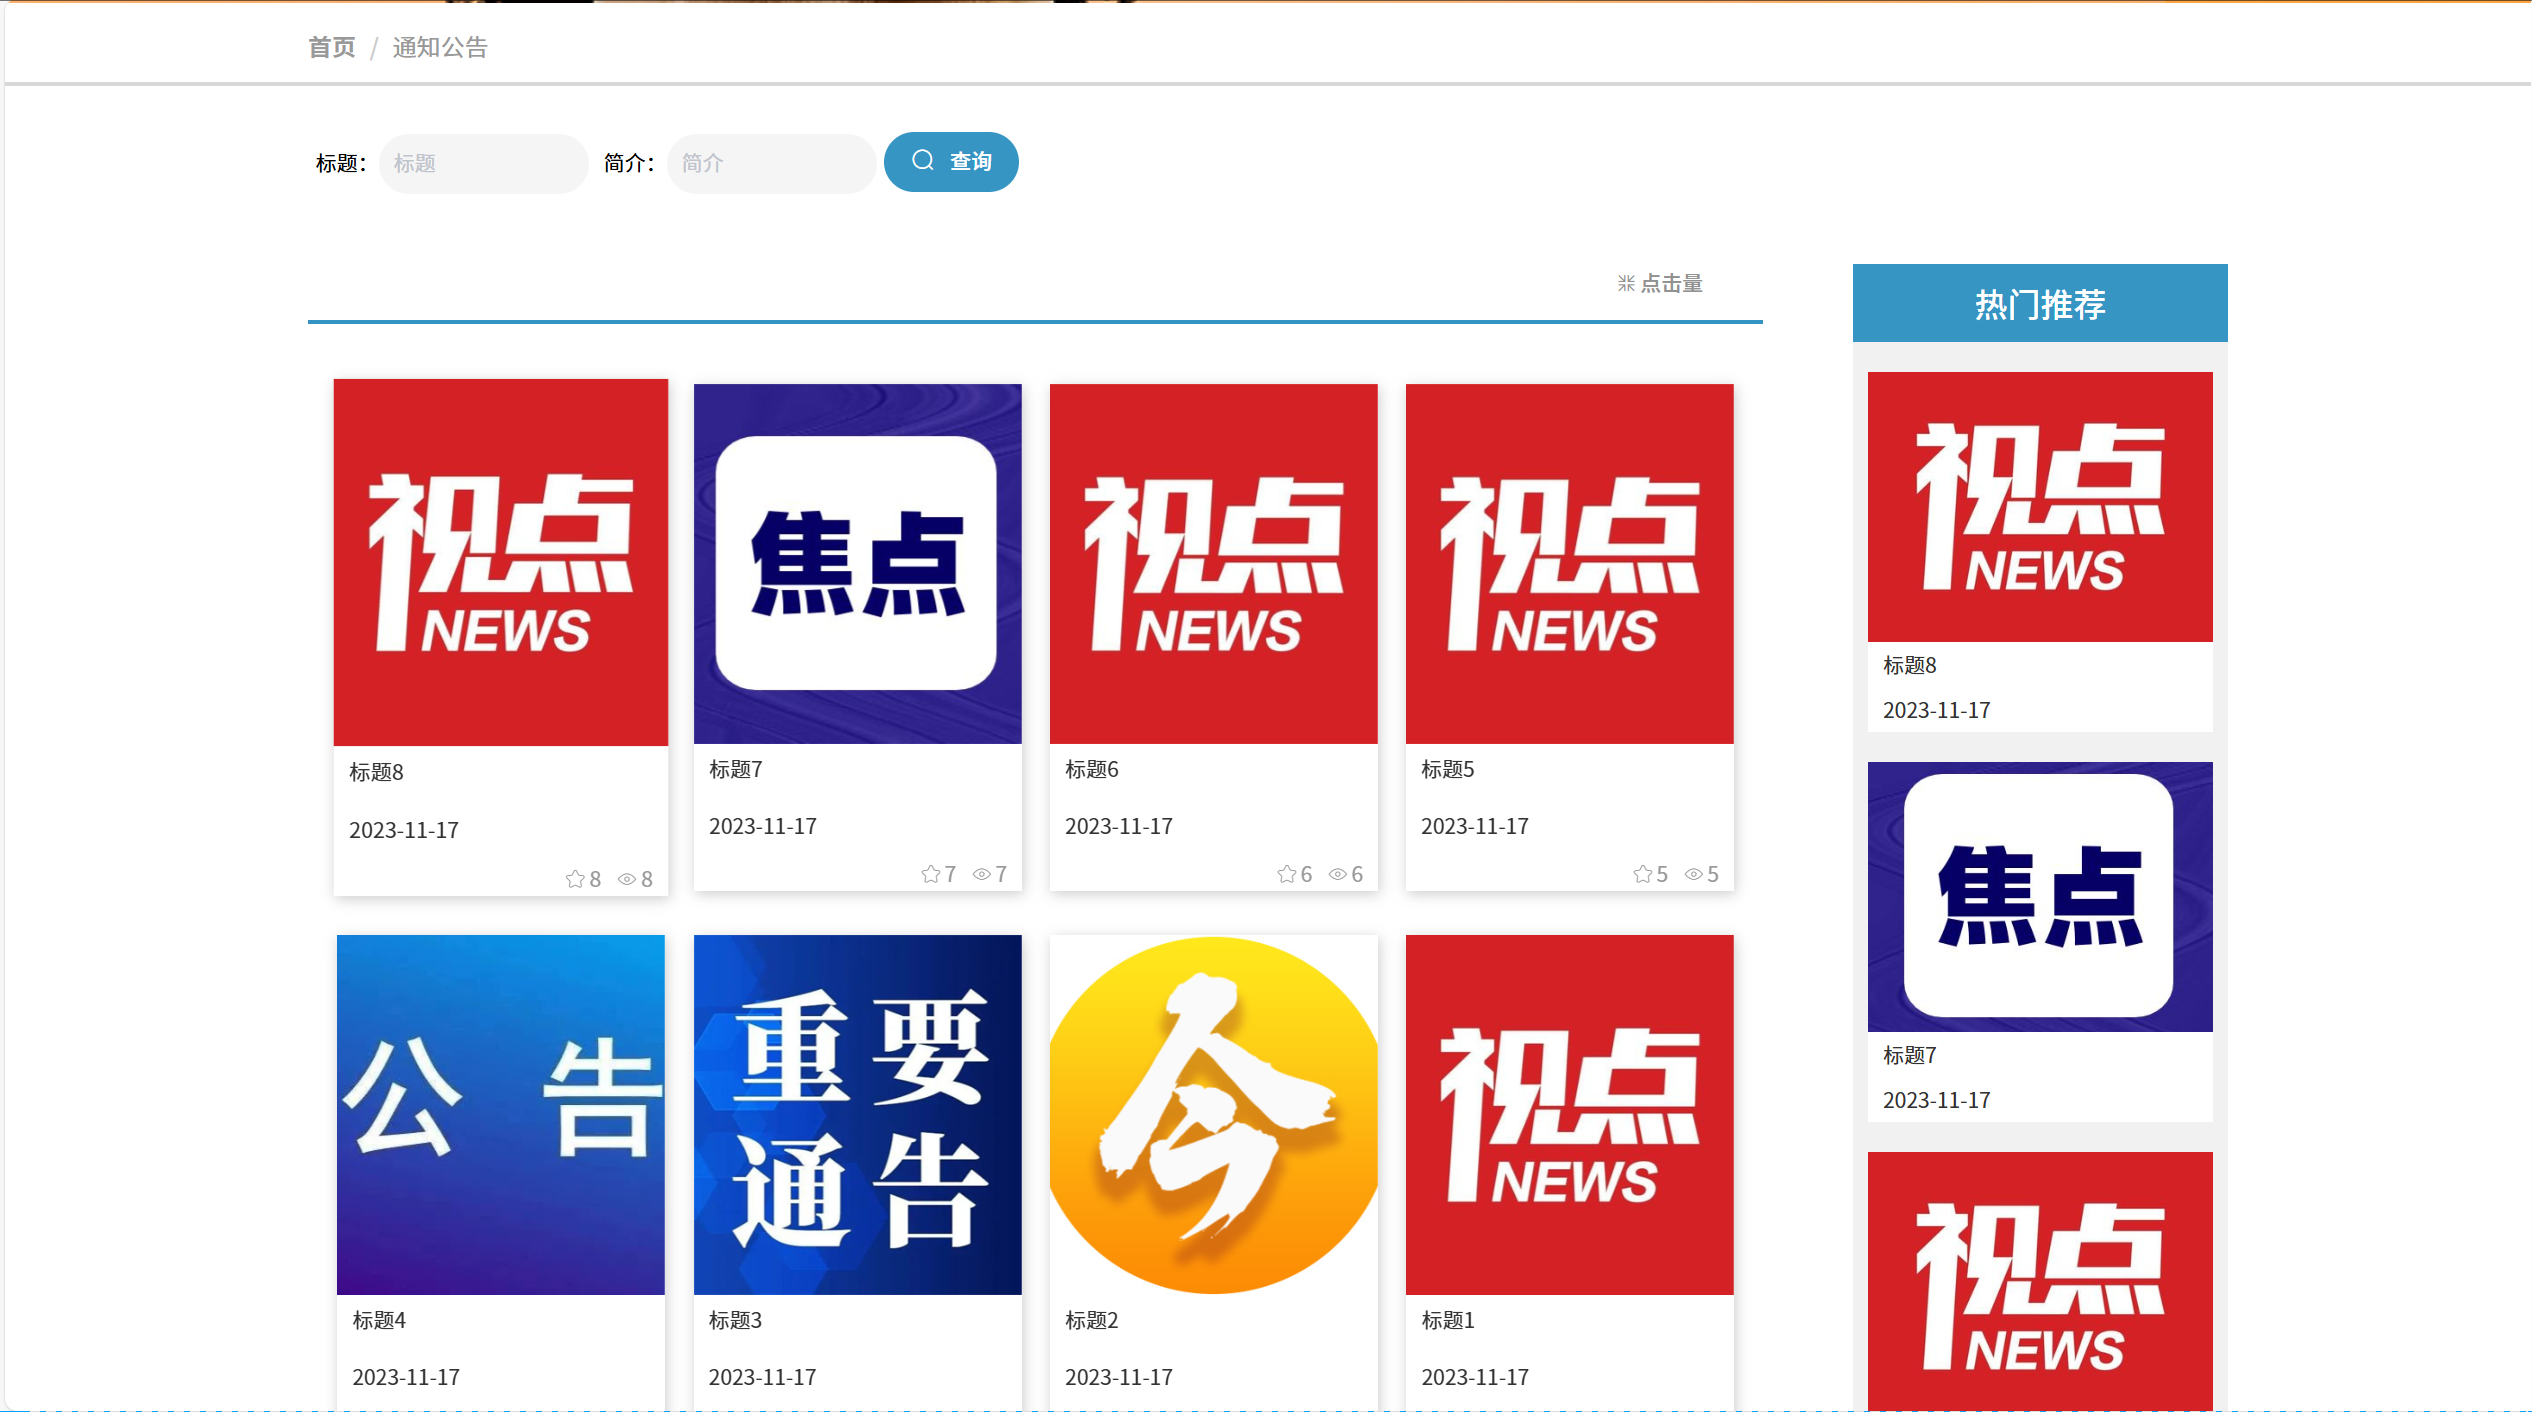 首页 / 通知公告
标题： 标题 简介： 简介 查询
点击量
视点
NEWS
标题8
2023-11-17
8 8
焦点
标题7
2023-11-17
7 7
视点
NEWS
标题6
2023-11-17
6 6
视点
NEWS
标题5
2023-11-17
5 5
公 告
标题4
2023-11-17
重要
通告
标题3
2023-11-17
今
标题2
2023-11-17
视点
NEWS
标题1
2023-11-17
热门推荐
视点
NEWS
标题8
2023-11-17
焦点
标题7
2023-11-17
视点
NEWS